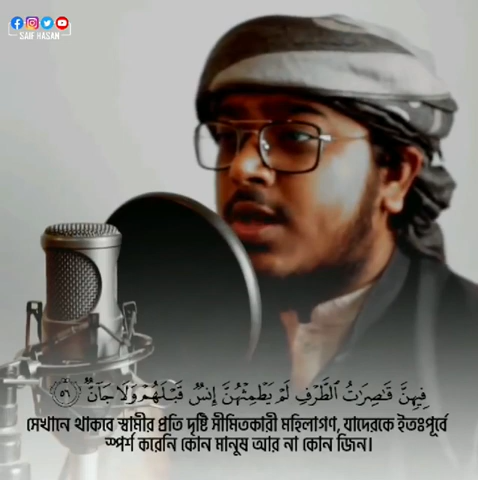 SAIF HASAN
فِيهِنَّ قَٰصِرَٰتُ ٱلطَّرْفِ لَمْ يَطْمِثْهُنَّ إِنسٌ قَبْلَهُمْ وَلَا جَآنٌّ ٥٦
সেখানে থাকবে স্বামীর প্রতি দৃষ্টি সীমিতকারী মহিলাগণ, যাদেরকে ইতঃপূর্বে
স্পর্শ করেনি কোন মানুষ আর না কোন জিন।